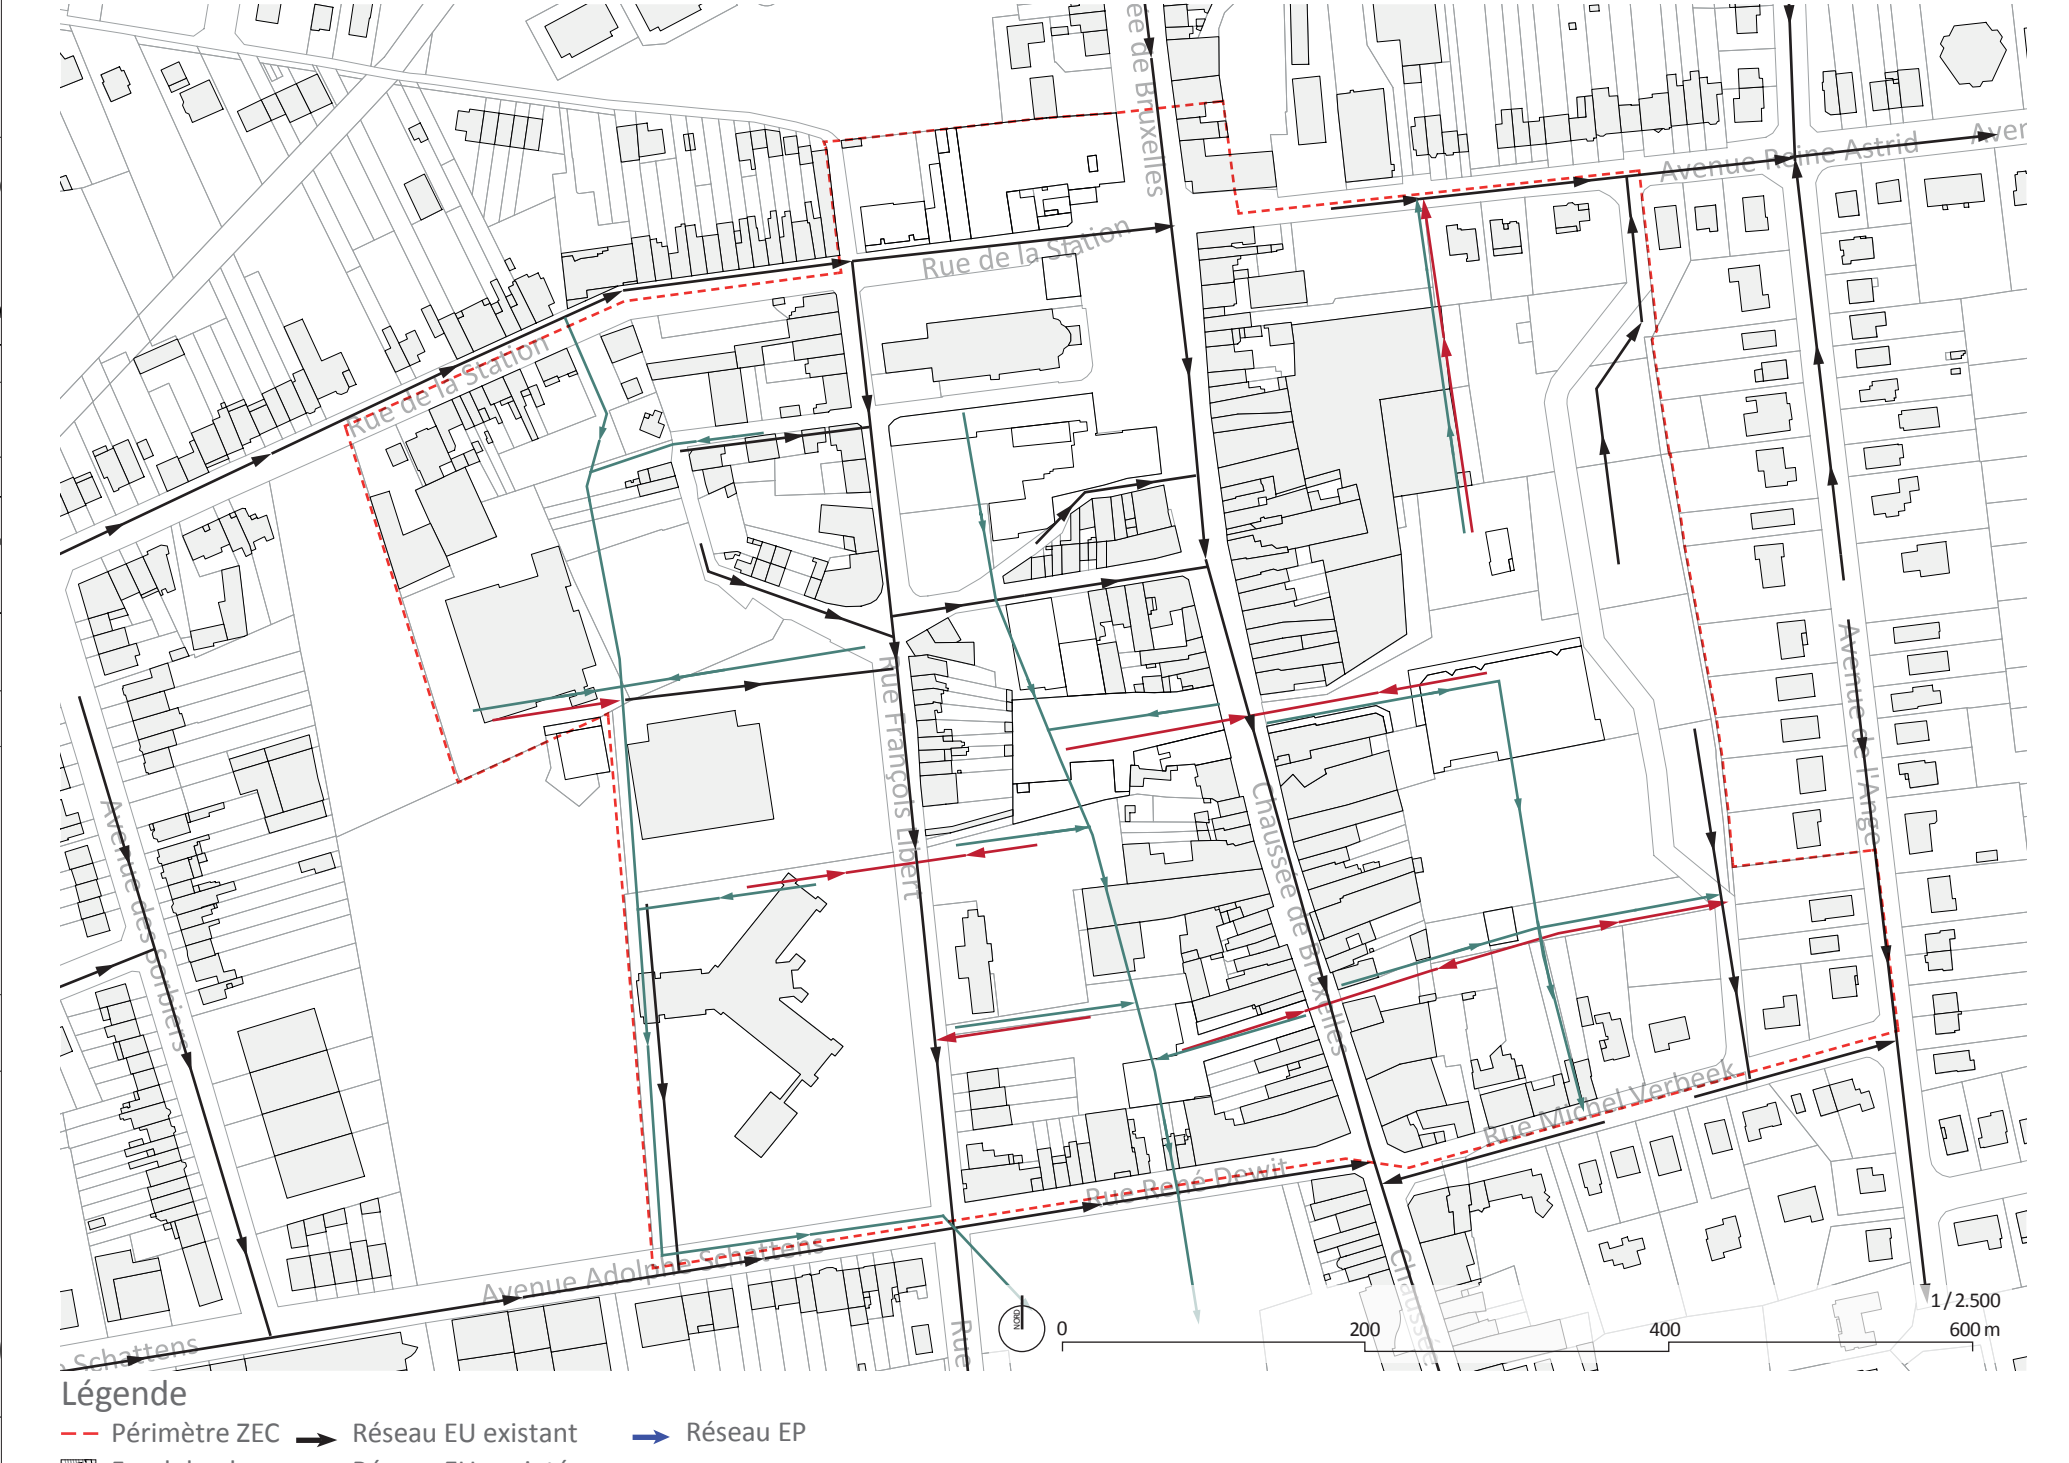 ée de Bruxelles
Avenue Reine Astrid
Aven
Rue de la Station
Rue de la Station
Avenue de l'Ange
Rue François Libert
Chaussée de Bruxelles
Avenue des Sorbiers
Rue Michel Verbeek
Rue René Dewit
Avenue Adolphe Schattens
Schattens
Rue
Chaussée
NORD
0 200 400 600 m
1 / 2.500
Légende
Périmètre ZEC Réseau EU existant Réseau EP